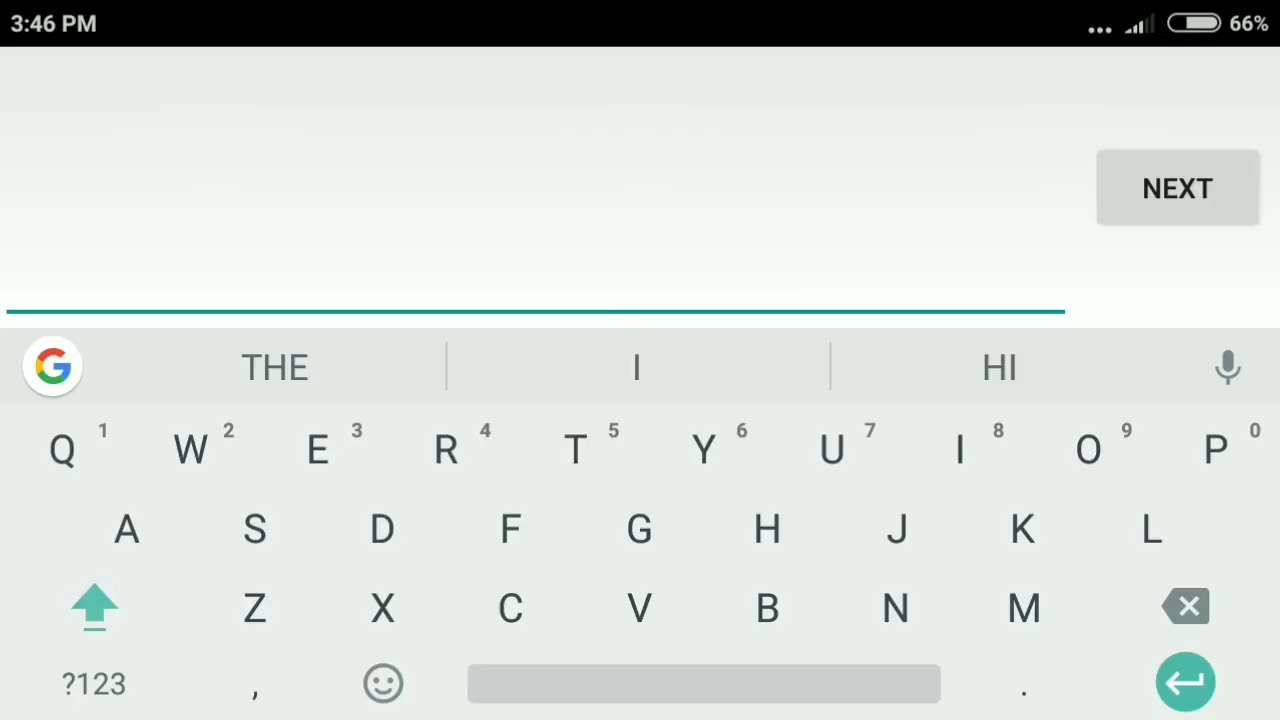 3:46 PM 66%
NEXT
THE I HI
Q 1 W 2 E 3 R 4 T 5 Y 6 U 7 I 8 O 9 P 0
A S D F G H J K L
Z X C V B N M
?123 , .